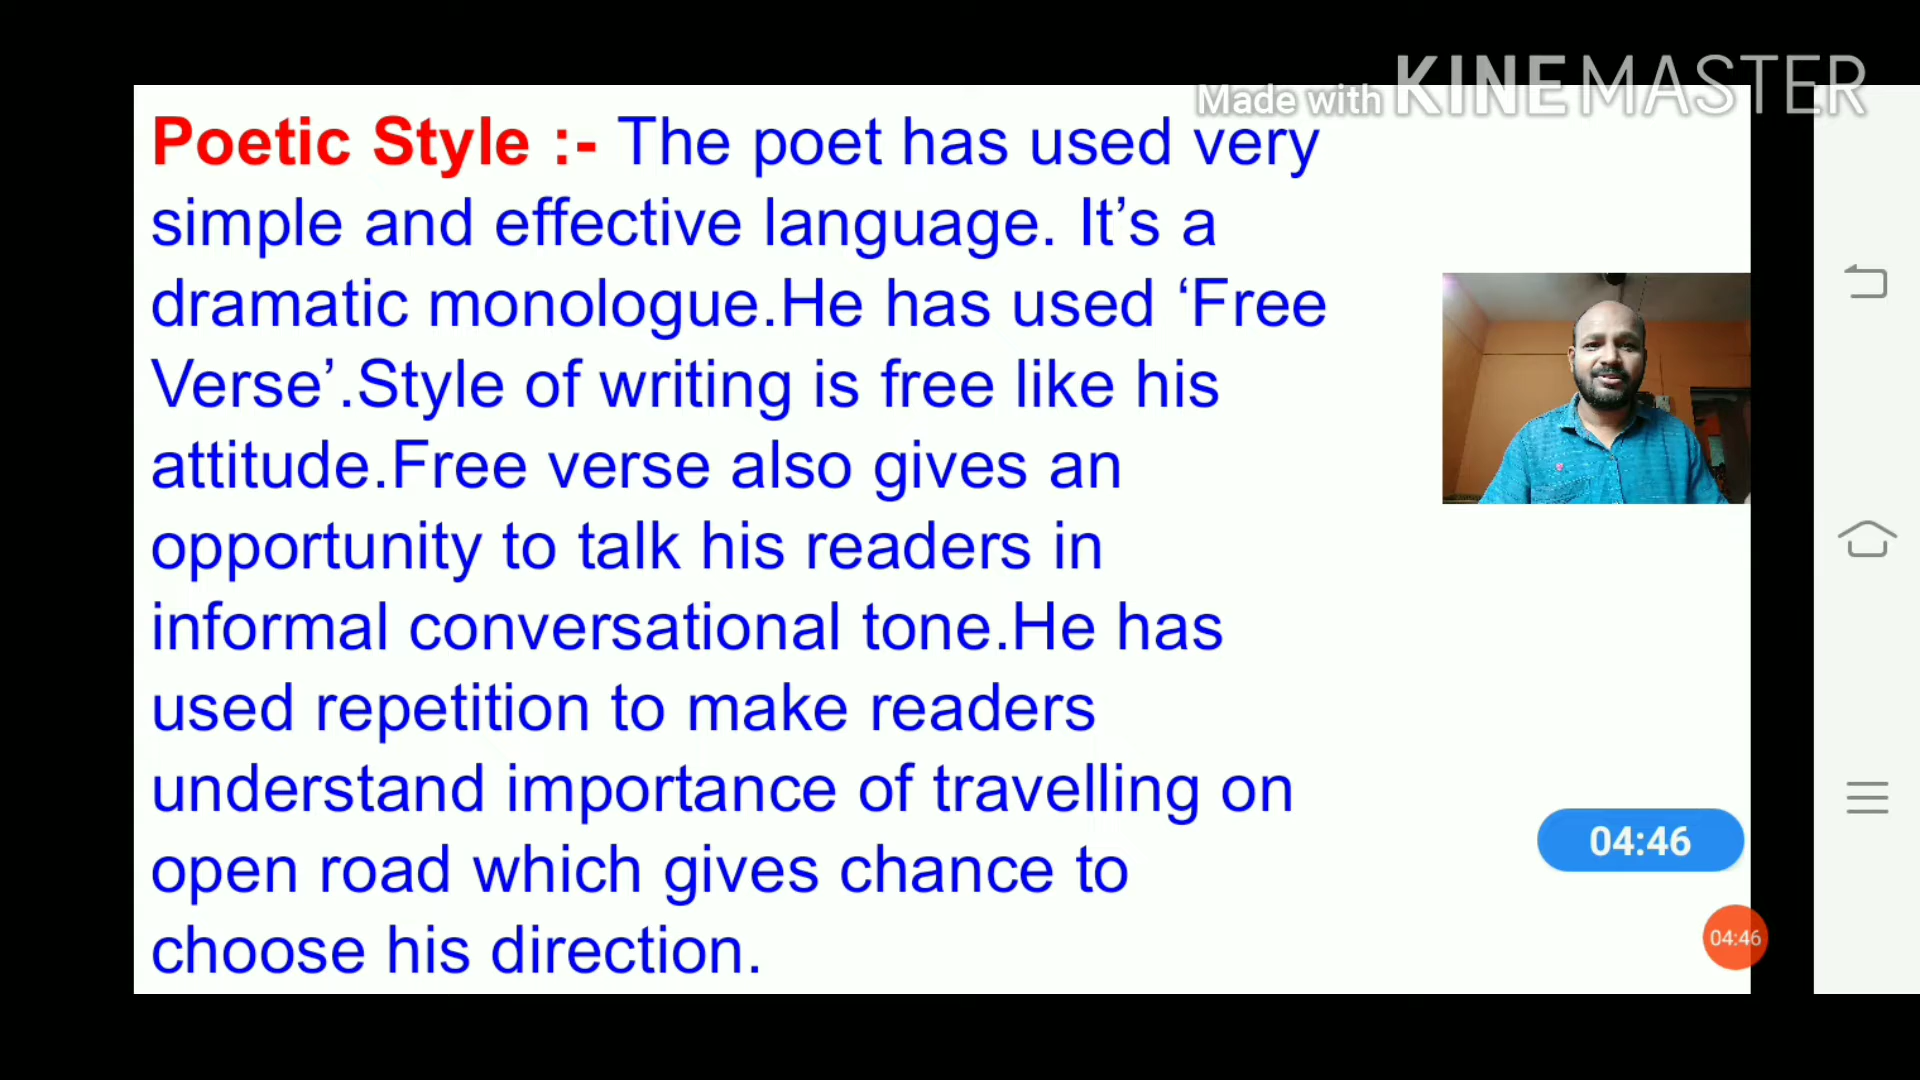 Made with KINEMASTER
Poetic Style :- The poet has used very
simple and effective language. It’s a
dramatic monologue.He has used ‘Free
Verse’.Style of writing is free like his
attitude.Free verse also gives an
opportunity to talk his readers in
informal conversational tone.He has
used repetition to make readers
understand importance of travelling on
open road which gives chance to
choose his direction.
04:46
04:46